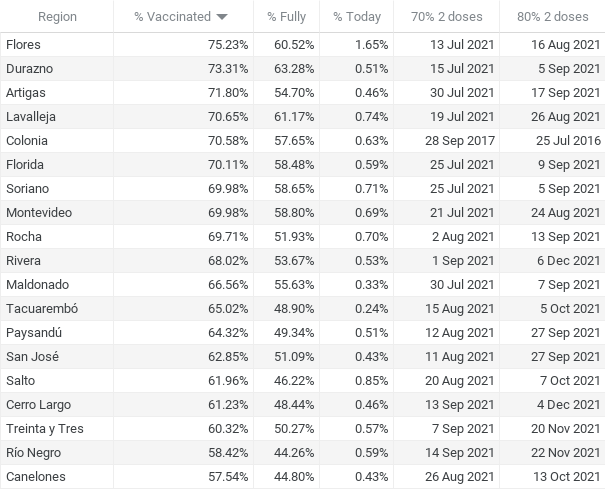 Region % Vaccinated % Fully % Today 70% 2 doses 80% 2 doses
Flores 75.23% 60.52% 1.65% 13 Jul 2021 16 Aug 2021
Durazno 73.31% 63.28% 0.51% 15 Jul 2021 5 Sep 2021
Artigas 71.80% 54.70% 0.46% 30 Jul 2021 17 Sep 2021
Lavalleja 70.65% 61.17% 0.74% 19 Jul 2021 26 Aug 2021
Colonia 70.58% 57.65% 0.63% 28 Sep 2017 25 Jul 2016
Florida 70.11% 58.48% 0.59% 25 Jul 2021 9 Sep 2021
Soriano 69.98% 58.65% 0.71% 25 Jul 2021 5 Sep 2021
Montevideo 69.98% 58.80% 0.69% 21 Jul 2021 24 Aug 2021
Rocha 69.71% 51.93% 0.70% 2 Aug 2021 13 Sep 2021
Rivera 68.02% 53.67% 0.53% 1 Sep 2021 6 Dec 2021
Maldonado 66.56% 55.63% 0.33% 30 Jul 2021 7 Sep 2021
Tacuarembó 65.02% 48.90% 0.24% 15 Aug 2021 5 Oct 2021
Paysandú 64.32% 49.34% 0.51% 12 Aug 2021 27 Sep 2021
San José 62.85% 51.09% 0.43% 11 Aug 2021 27 Sep 2021
Salto 61.96% 46.22% 0.85% 20 Aug 2021 7 Oct 2021
Cerro Largo 61.23% 48.44% 0.46% 13 Sep 2021 4 Dec 2021
Treinta y Tres 60.32% 50.27% 0.57% 7 Sep 2021 20 Nov 2021
Río Negro 58.42% 44.26% 0.59% 14 Sep 2021 22 Nov 2021
Canelones 57.54% 44.80% 0.43% 26 Aug 2021 13 Oct 2021